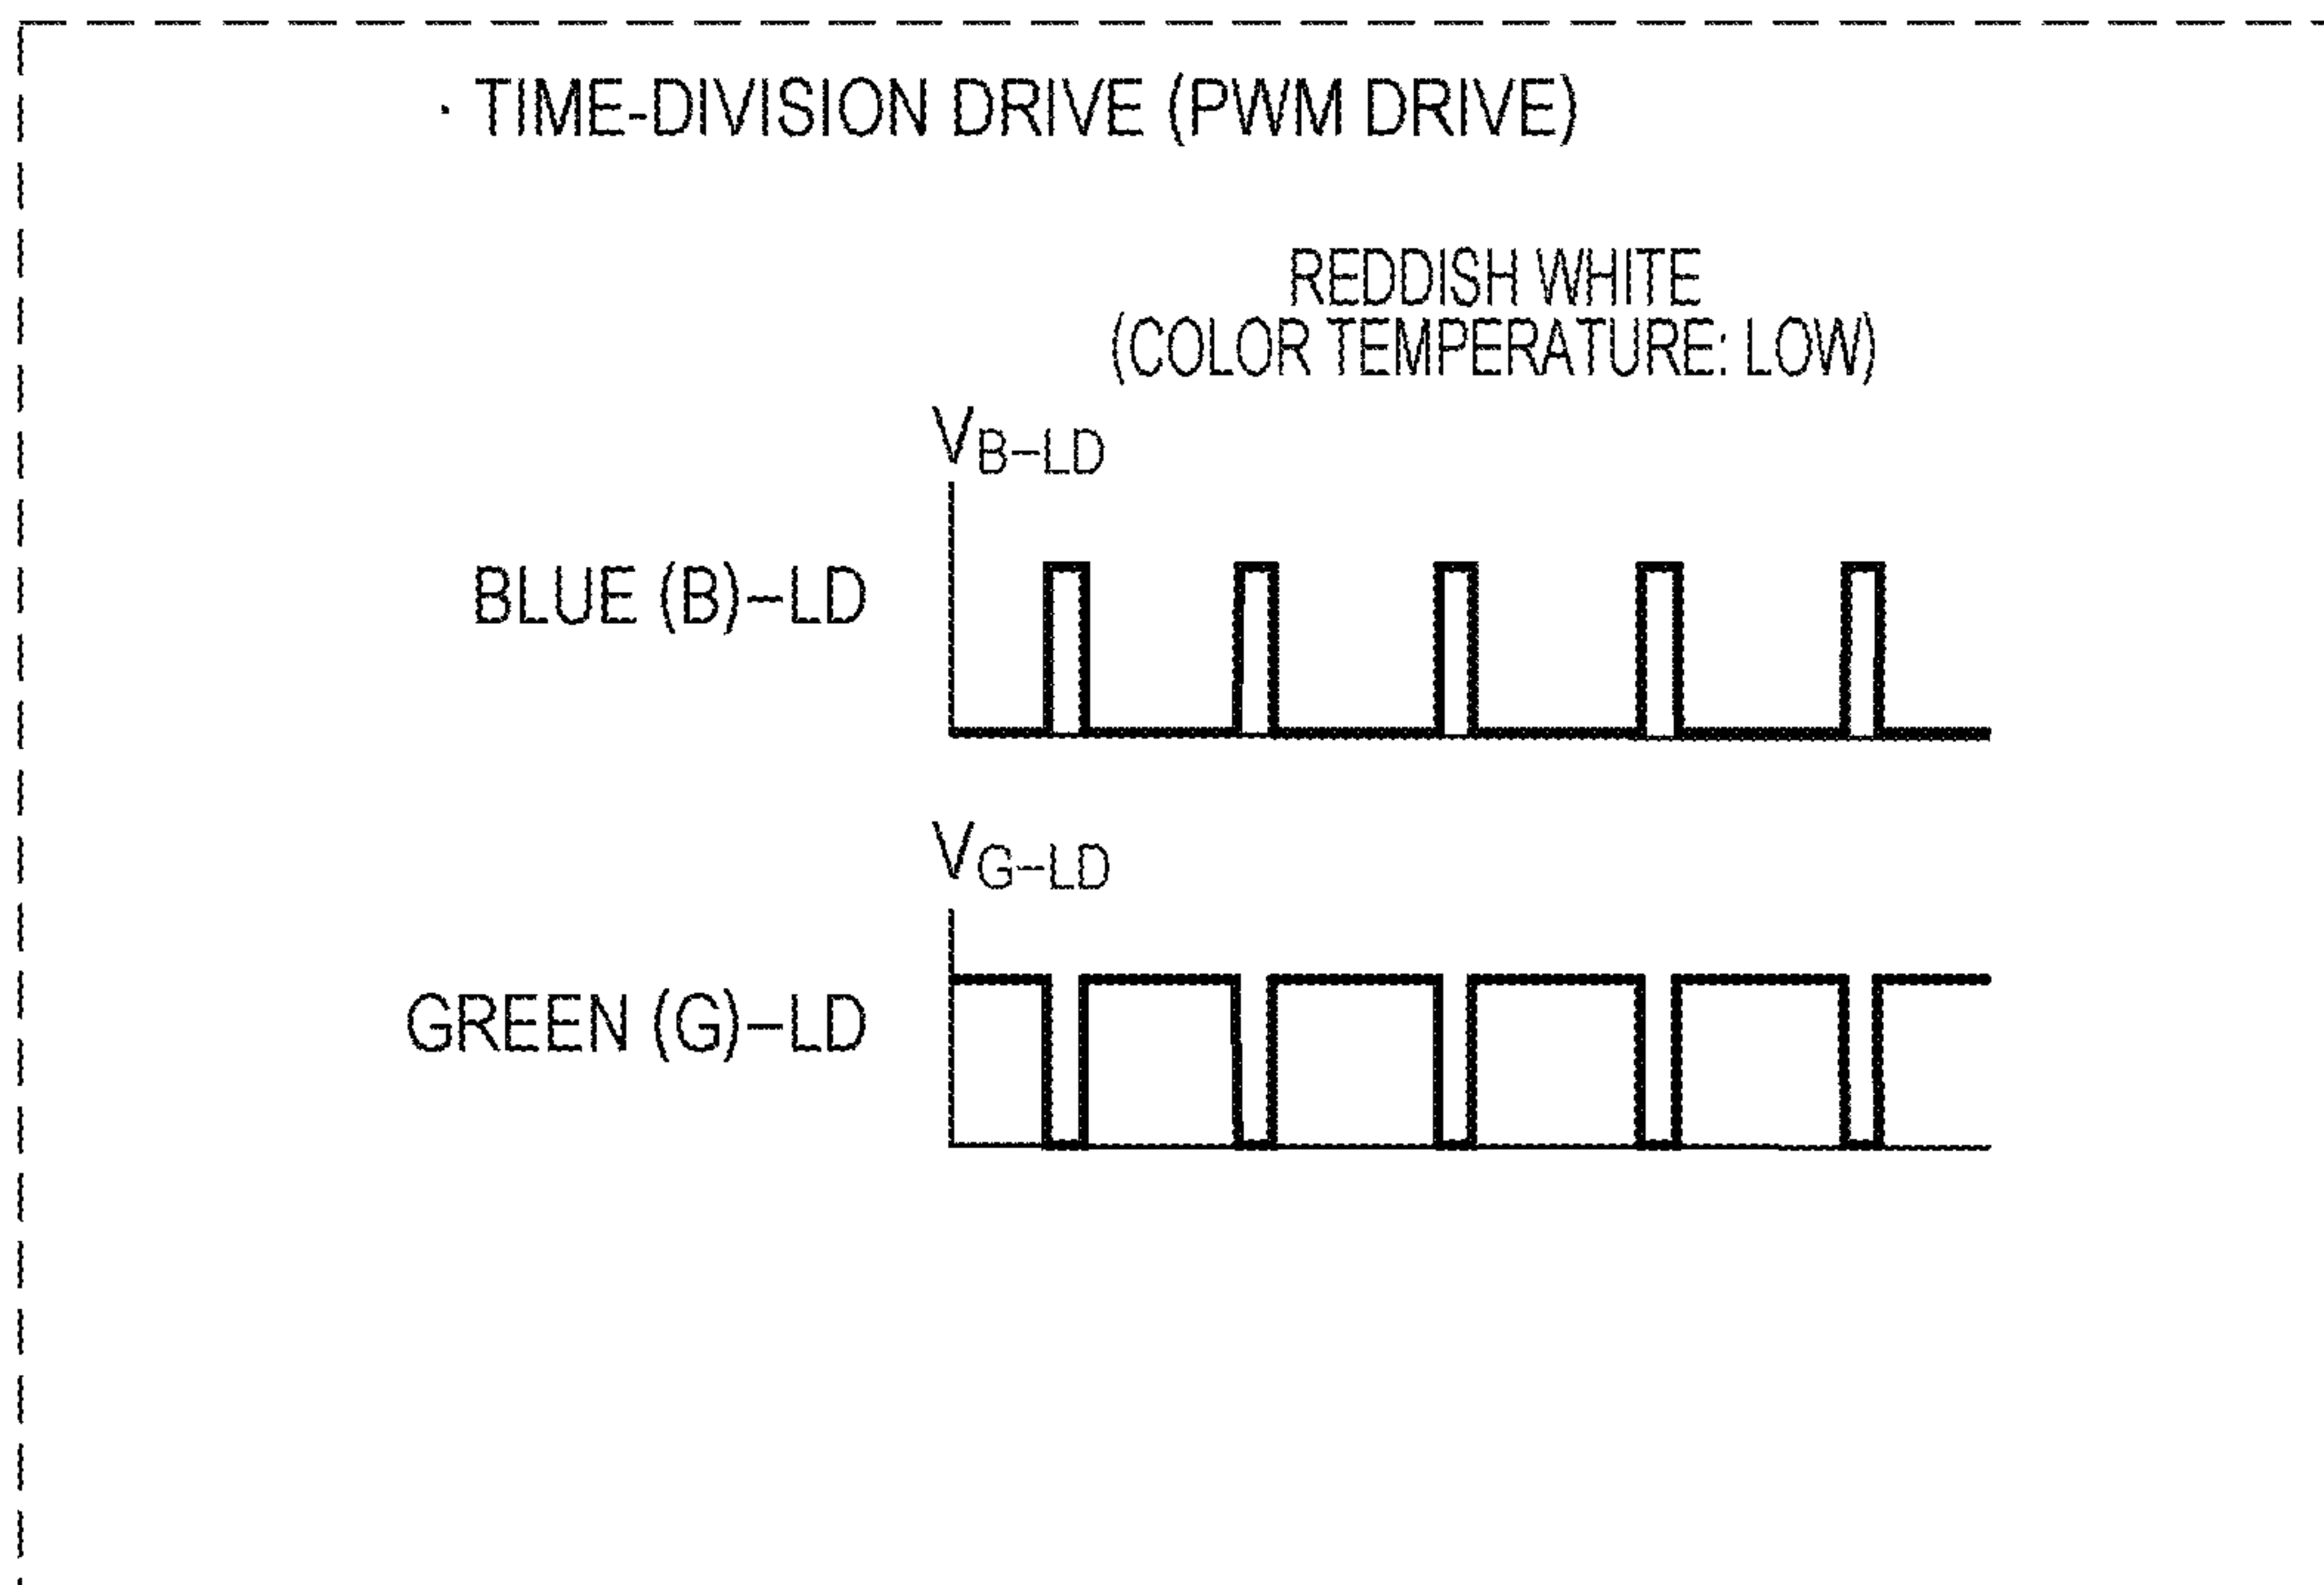 · TIME-DIVISION DRIVE (PWM DRIVE)
REDDISH WHITE
(COLOR TEMPERATURE: LOW)
VB-LD
BLUE (B)-LD
VG-LD
GREEN (G)-LD